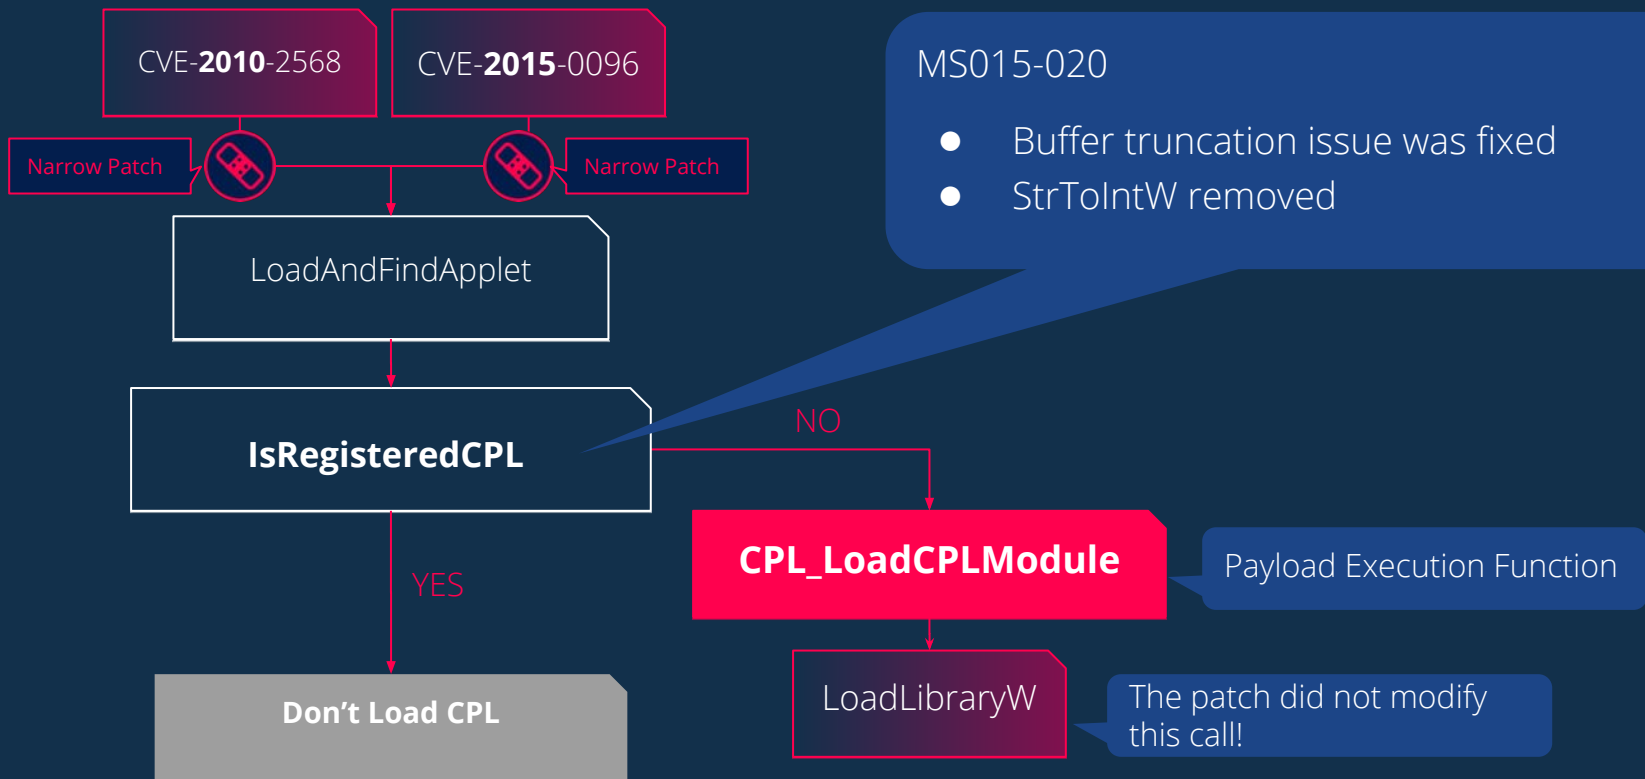 CVE-2010-2568
CVE-2015-0096
MS015-020
● Buffer truncation issue was fixed
● StrToIntW removed
Narrow Patch
Narrow Patch
LoadAndFindApplet
IsRegisteredCPL
NO
YES
CPL_LoadCPLModule
Payload Execution Function
LoadLibraryW
The patch did not modify
this call!
Don’t Load CPL